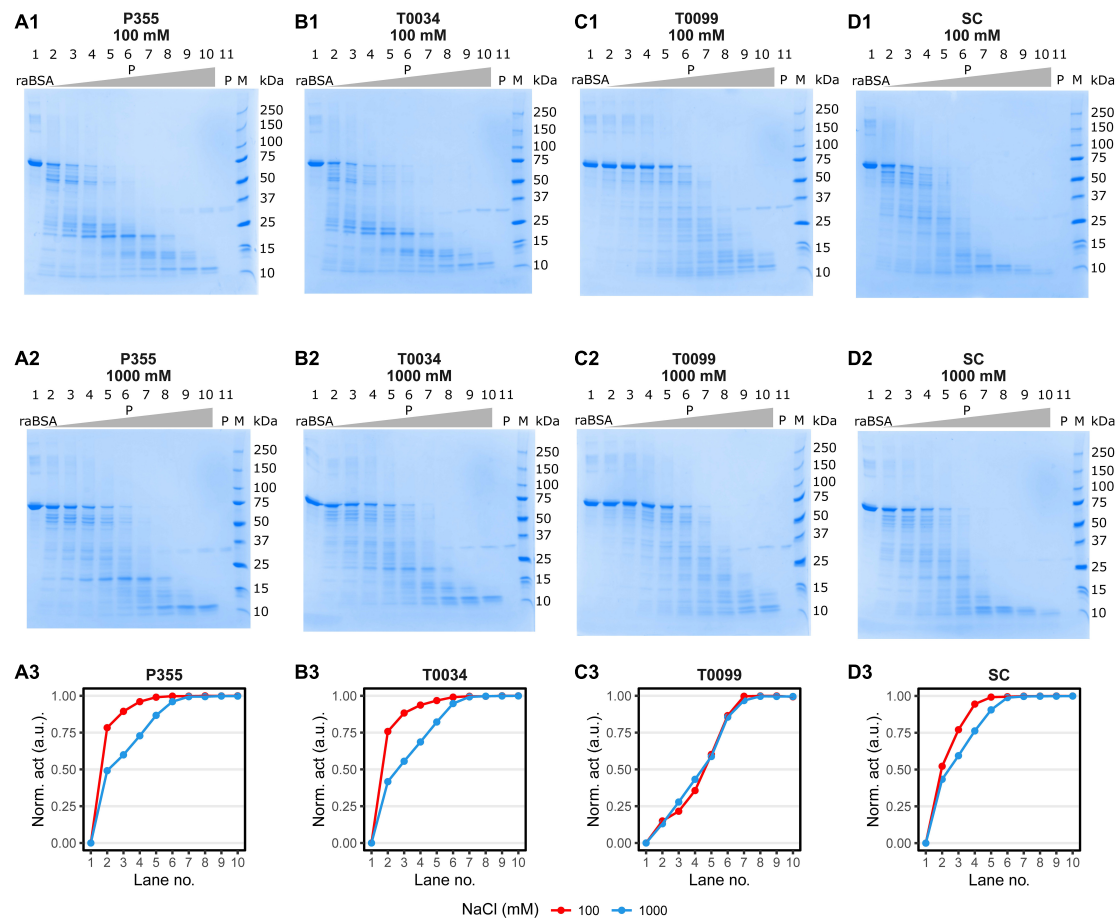 A1 P355 B1 T0034 C1 T0099 D1 SC
100 mM 100 mM 100 mM 100 mM
1 2 3 4 5 6 7 8 9 10 11 1 2 3 4 5 6 7 8 9 10 11 1 2 3 4 5 6 7 8 9 10 11 1 2 3 4 5 6 7 8 9 10 11
P P P P
raBSA P M kDa raBSA P M kDa raBSA P M kDa raBSA P M kDa
250 250 250 250
150 150 150 150
100 100 100 100
75 75 75 75
50 50 50 50
37 37 37 37
25 25 25 25
15 15 15 15
10 10 10 10
A2 P355 B2 T0034 C2 T0099 D2 SC
1000 mM 1000 mM 1000 mM 1000 mM
1 2 3 4 5 6 7 8 9 10 11 1 2 3 4 5 6 7 8 9 10 11 1 2 3 4 5 6 7 8 9 10 11 1 2 3 4 5 6 7 8 9 10 11
P P P P
raBSA P M kDa raBSA P M kDa raBSA P M kDa raBSA P M kDa
250 250 250 250
150 150 150 150
100 100 100 100
75 75 75 75
50 50 50 50
37 37 37 37
25 25 25 25
15 15 15 15
10 10 10 10
A3 P355 B3 T0034 C3 T0099 D3 SC
Norm. act (a.u.). Norm. act (a.u.). Norm. act (a.u.). Norm. act (a.u.).
1.00 1.00 1.00 1.00
0.75 0.75 0.75 0.75
0.50 0.50 0.50 0.50
0.25 0.25 0.25 0.25
0.00 0.00 0.00 0.00
1 2 3 4 5 6 7 8 9 10 1 2 3 4 5 6 7 8 9 10 1 2 3 4 5 6 7 8 9 10 1 2 3 4 5 6 7 8 9 10
Lane no. Lane no. Lane no. Lane no.
NaCl (mM) 100 1000